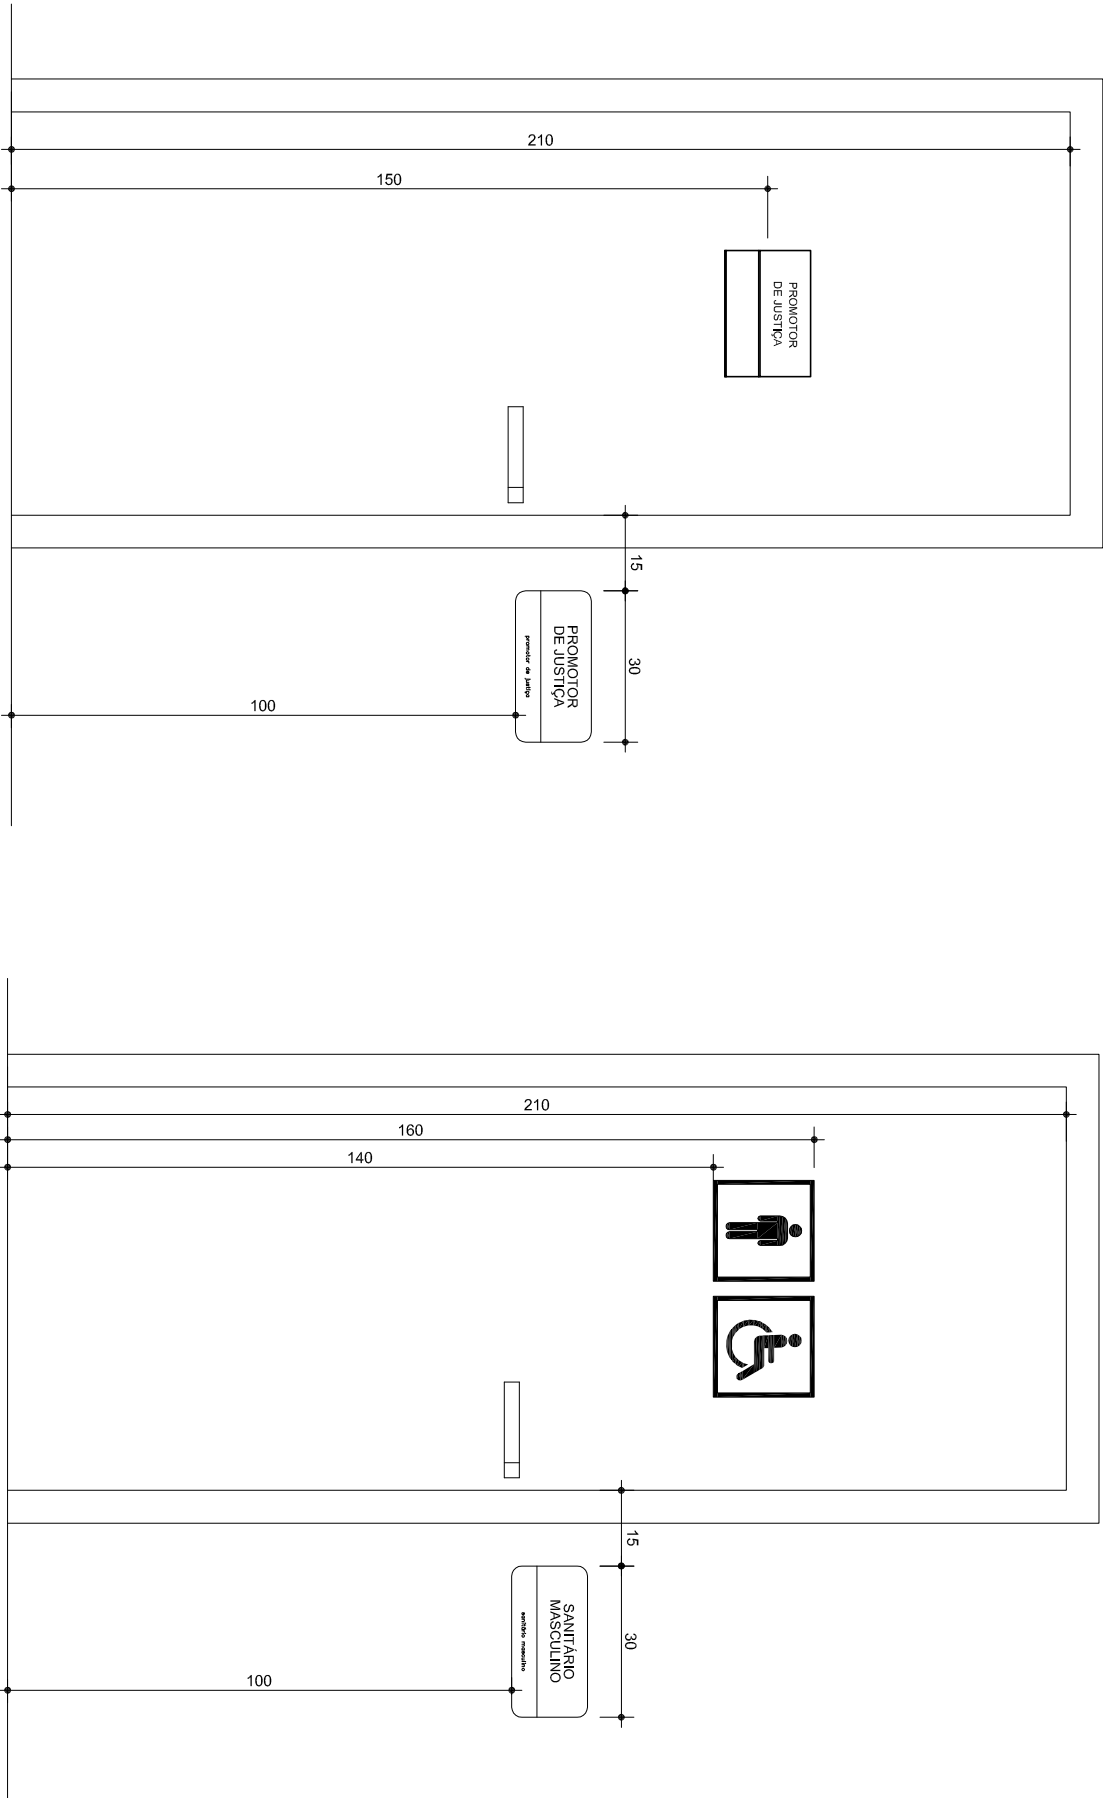 210
150
PROMOTOR
DE JUSTIÇA
15
30
PROMOTOR
DE JUSTIÇA
promotor de justiça
100
210
160
140
15
30
SANITÁRIO
MASCULINO
sanitário masculino
100